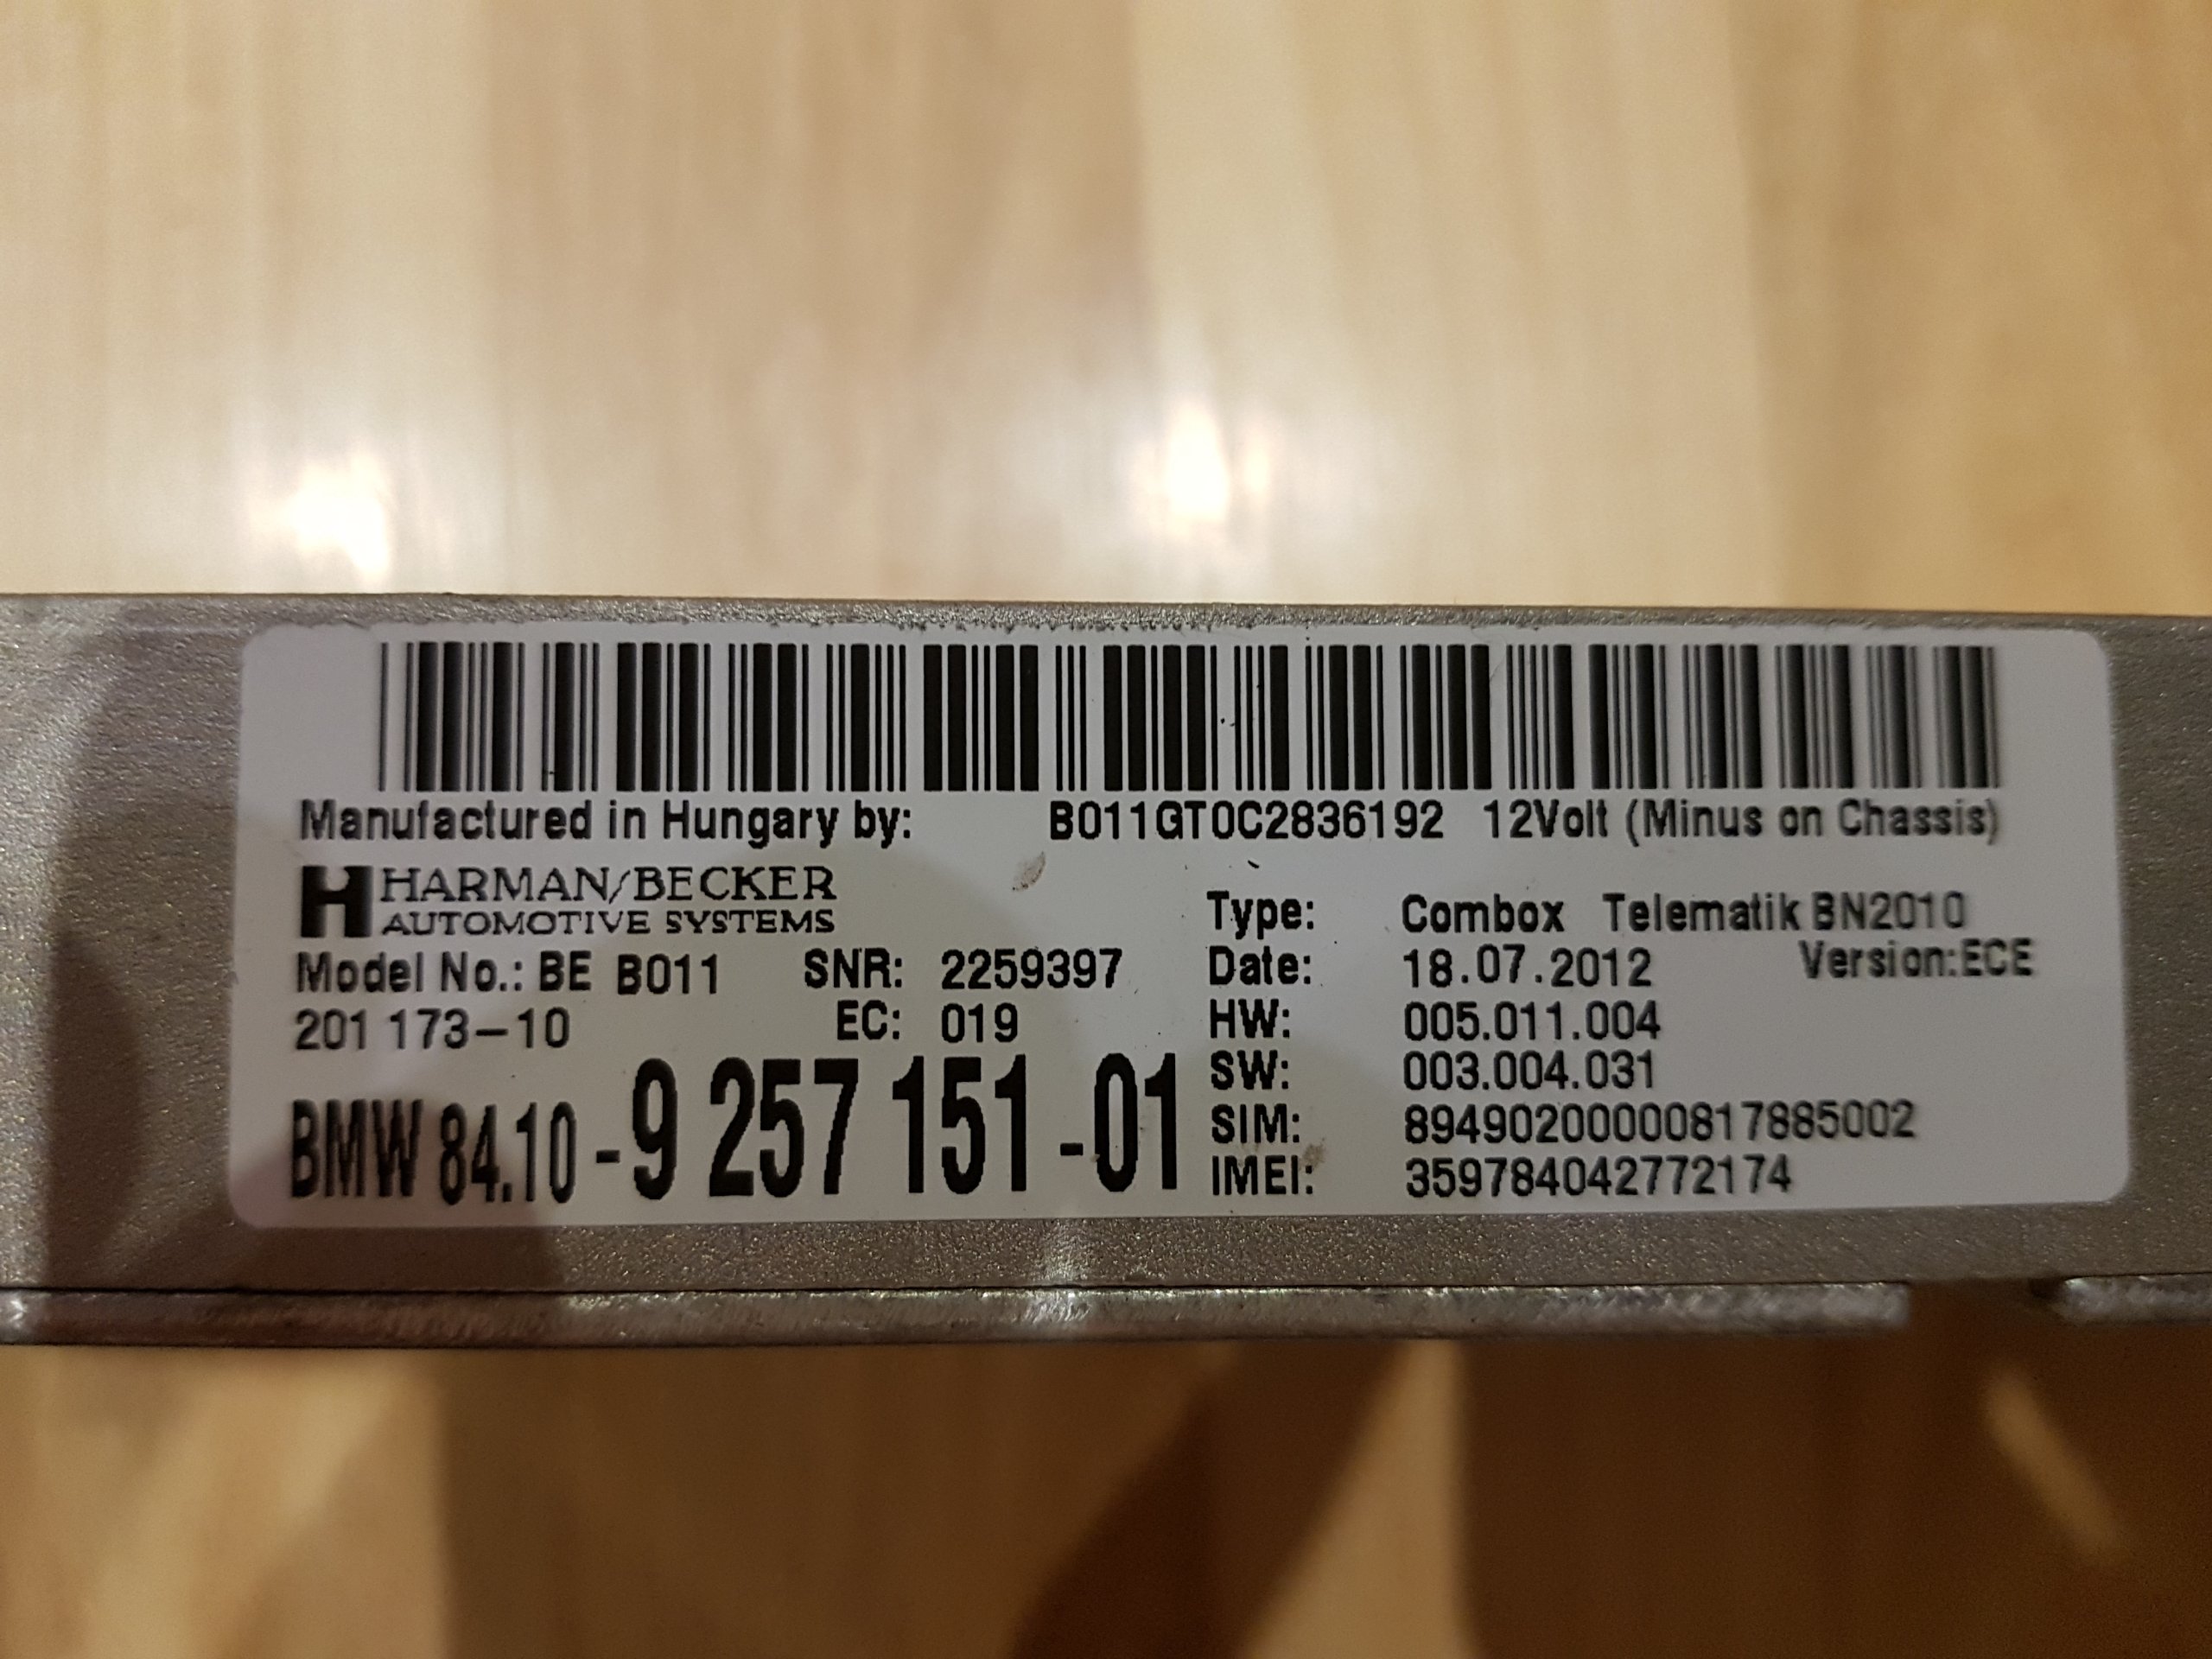 Manufactured in Hungary by: B011GT0C2836192 12Volt (Minus on Chassis)
H HARMAN/BECKER
AUTOMOTIVE SYSTEMS
Type: Combox Telematik BN2010
Model No.: BE B011 SNR: 2259397 Date: 18.07.2012 Version:ECE
201 173-10 EC: 019 HW: 005.011.004
SW: 003.004.031
BMW 84.10-9 257 151-01 SIM: 89490200000817885002
IMEI: 359784042772174